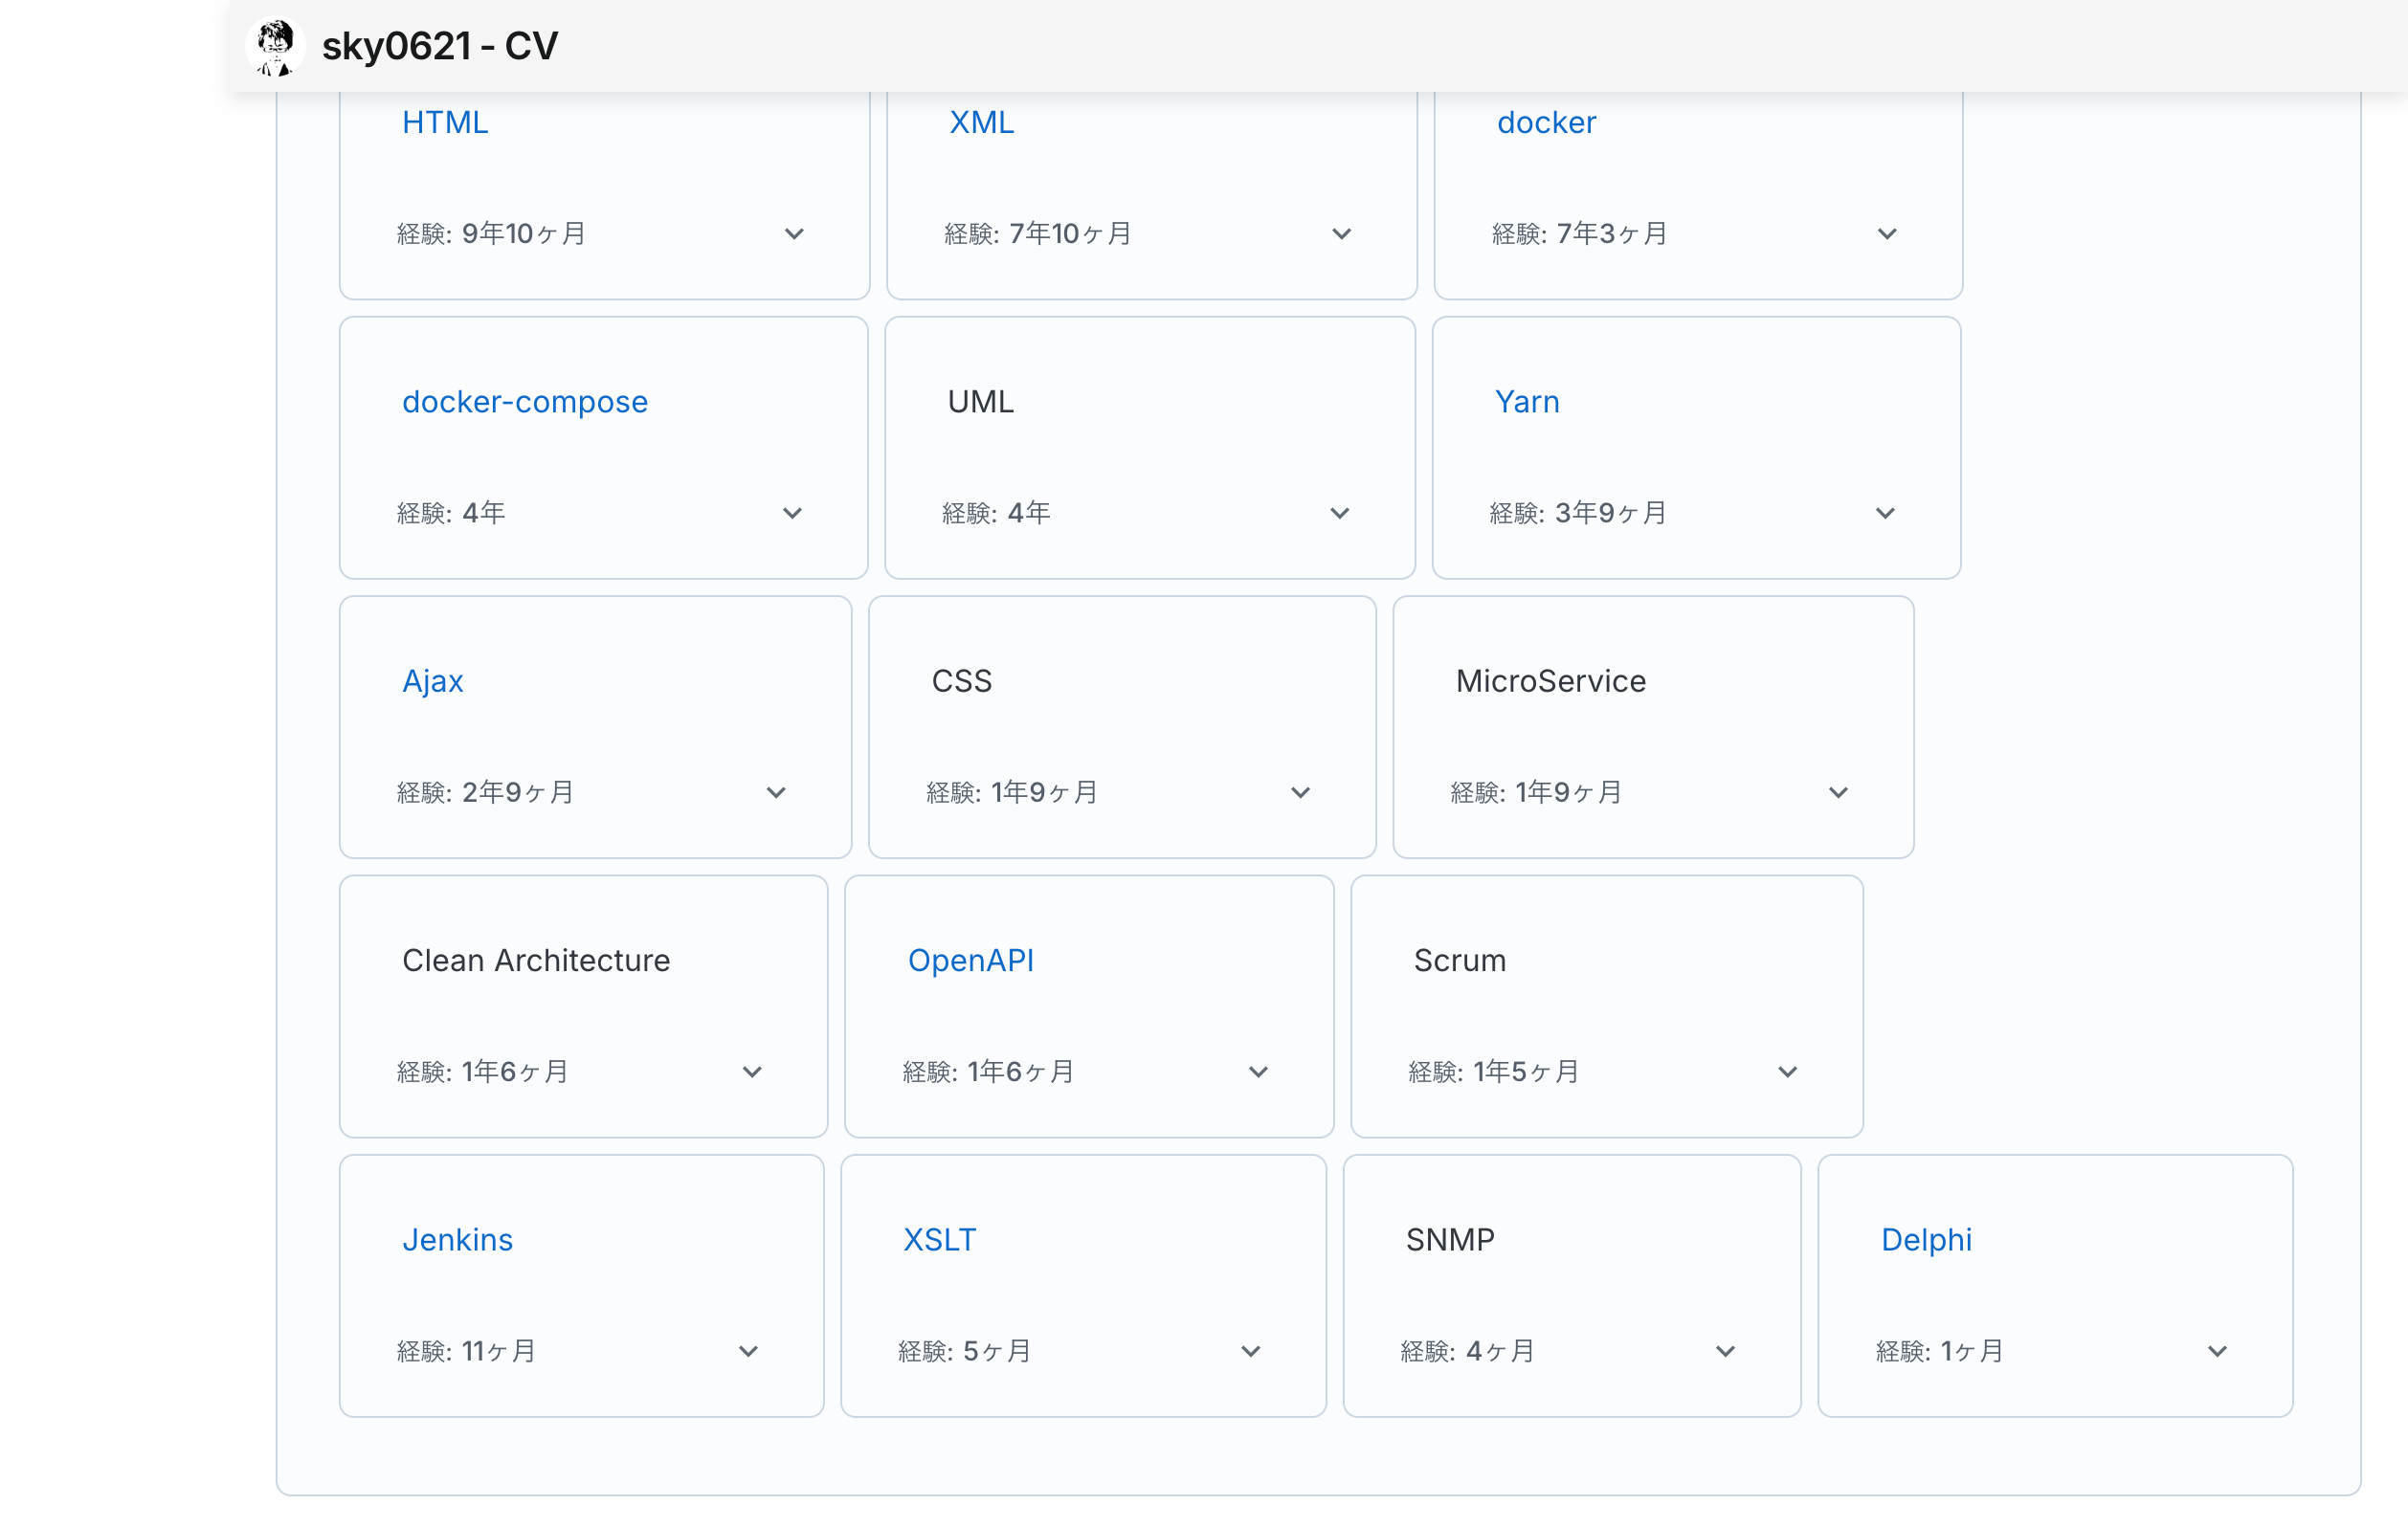 sky0621 - CV
HTML
XML
docker
経験: 9年10ヶ月
経験: 7年10ヶ月
経験: 7年3ヶ月
docker-compose
UML
Yarn
経験: 4年
経験: 4年
経験: 3年9ヶ月
Ajax
CSS
MicroService
経験: 2年9ヶ月
経験: 1年9ヶ月
経験: 1年9ヶ月
Clean Architecture
OpenAPI
Scrum
経験: 1年6ヶ月
経験: 1年6ヶ月
経験: 1年5ヶ月
Jenkins
XSLT
SNMP
Delphi
経験: 11ヶ月
経験: 5ヶ月
経験: 4ヶ月
経験: 1ヶ月